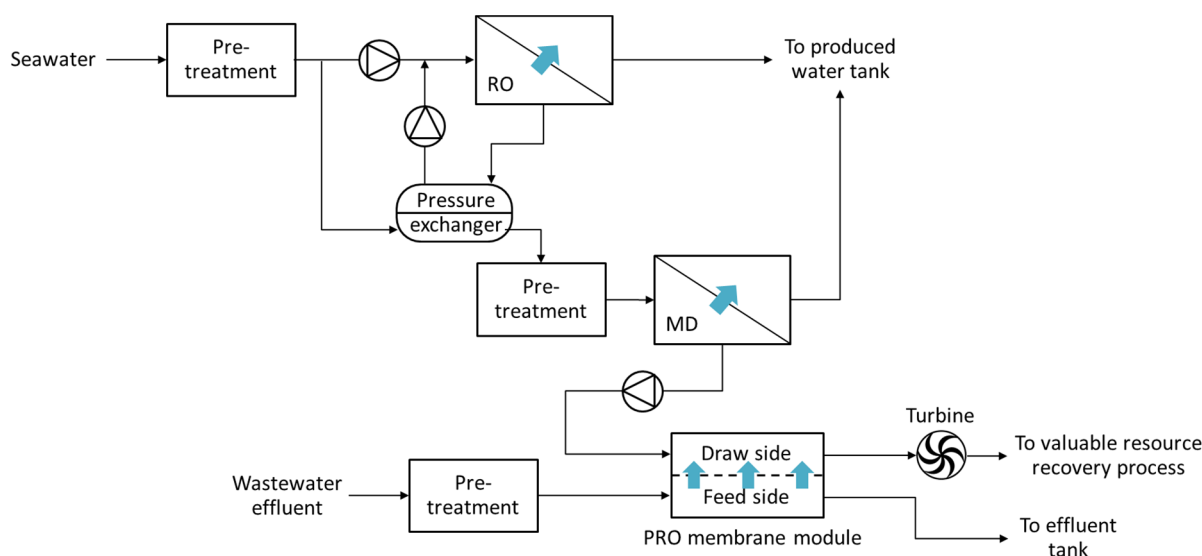 Seawater
Pre-
treatment
RO
To produced
water tank
Pressure
exchanger
Pre-
treatment
MD
Turbine
Draw side
Feed side
To valuable resource
recovery process
Wastewater
effluent
Pre-
treatment
PRO membrane module
To effluent
tank